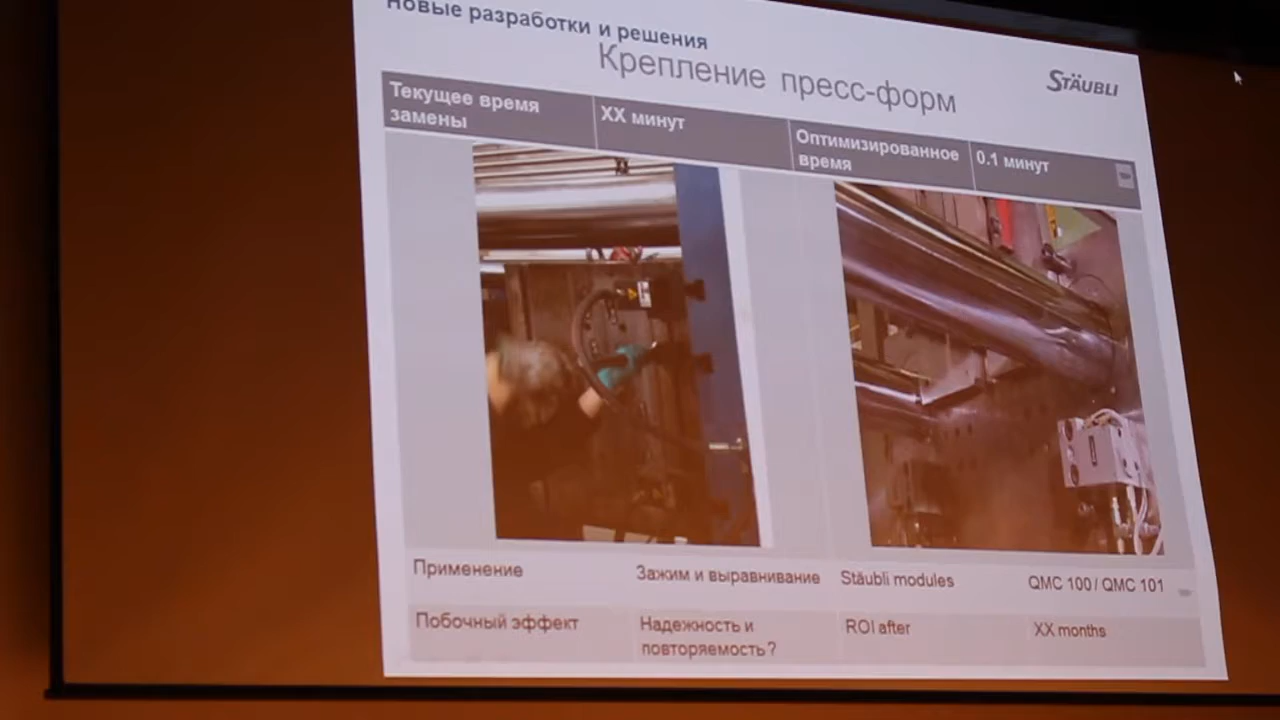 Новые разработки и решения
Крепление пресс-форм
STÄUBLI
Текущее время
замены
XX минут
Оптимизированное
время
0.1 минут
Применение
Зажим и выравнивание
Stäubli modules
QMC 100 / QMC 101
Побочный эффект
Надежность и
повторяемость?
ROI after
XX months